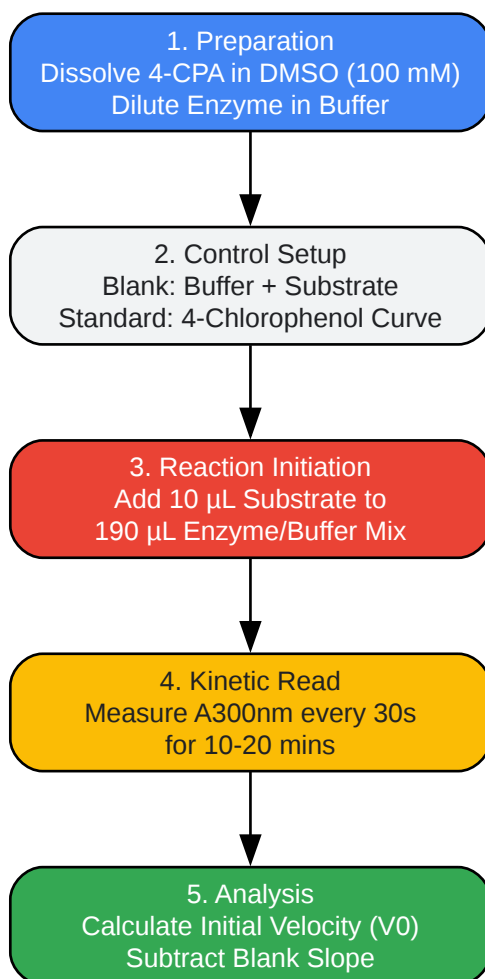 1. Preparation
Dissolve 4-CPA in DMSO (100 mM)
Dilute Enzyme in Buffer
2. Control Setup
Blank: Buffer + Substrate
Standard: 4-Chlorophenol Curve
3. Reaction Initiation
Add 10 µL Substrate to
190 µL Enzyme/Buffer Mix
4. Kinetic Read
Measure A300nm every 30s
for 10-20 mins
5. Analysis
Calculate Initial Velocity (V0)
Subtract Blank Slope